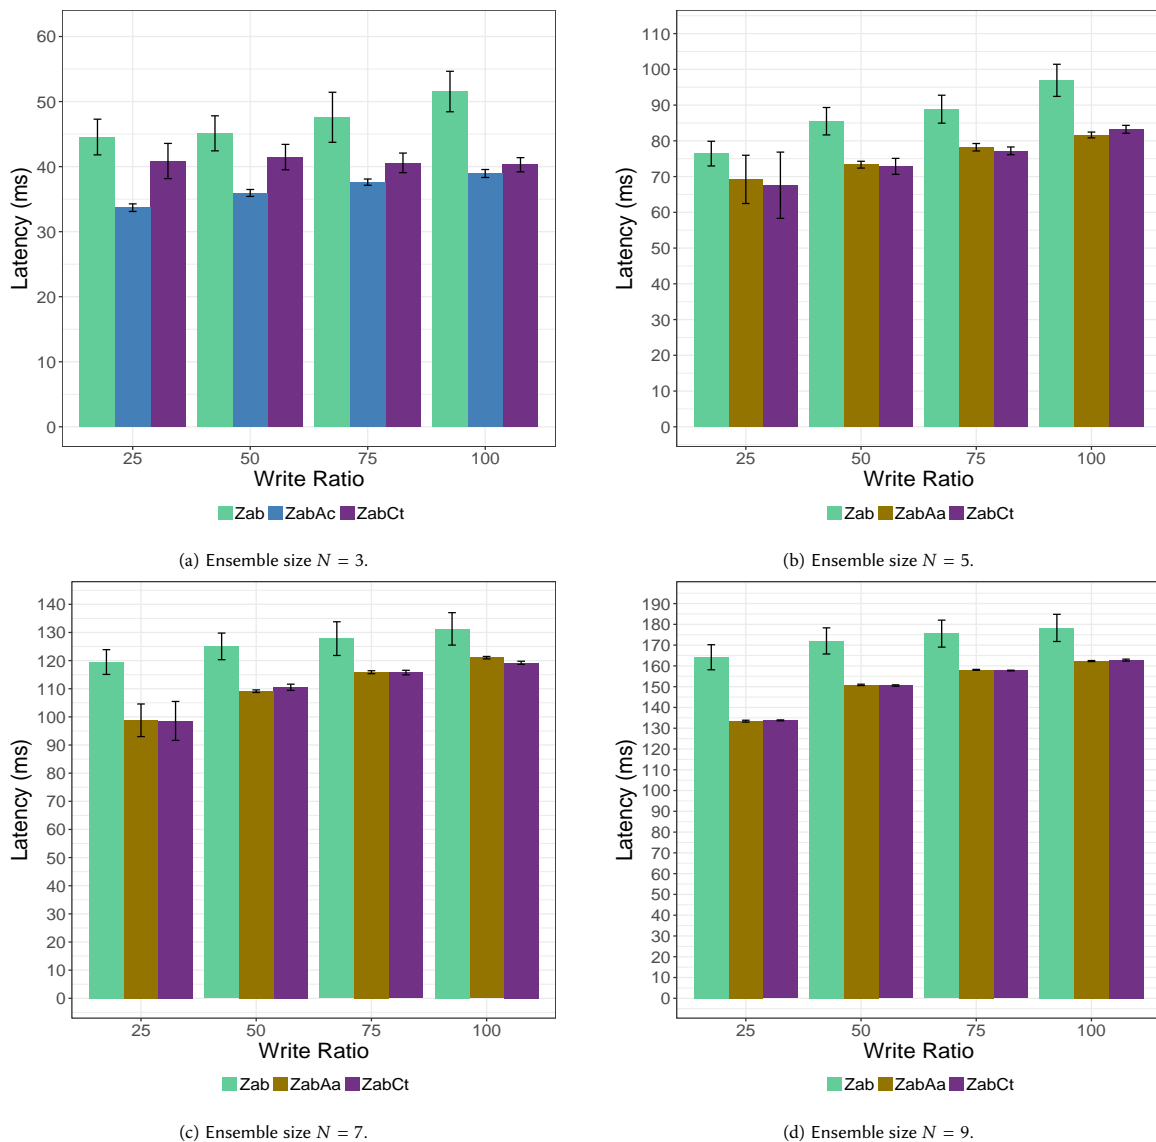 60
50
40
30
20
10
0
Latency (ms)
25 50 75 100
Write Ratio
Zab ZabAc ZabCt
(a) Ensemble size N = 3.
110
100
90
80
70
60
50
40
30
20
10
0
Latency (ms)
25 50 75 100
Write Ratio
Zab ZabAa ZabCt
(b) Ensemble size N = 5.
140
130
120
110
100
90
80
70
60
50
40
30
20
10
0
Latency (ms)
25 50 75 100
Write Ratio
Zab ZabAa ZabCt
(c) Ensemble size N = 7.
190
180
170
160
150
140
130
120
110
100
90
80
70
60
50
40
30
20
10
0
Latency (ms)
25 50 75 100
Write Ratio
Zab ZabAa ZabCt
(d) Ensemble size N = 9.